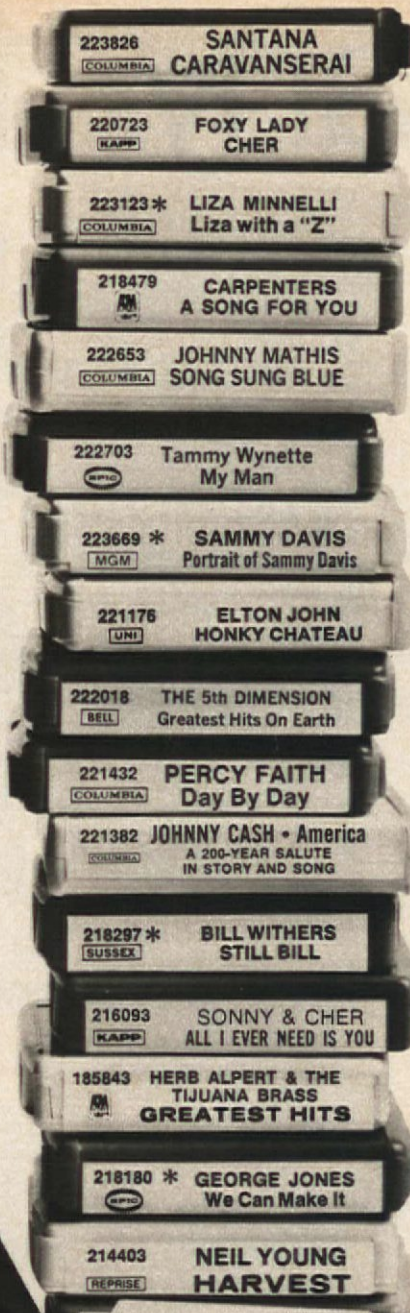 223826 SANTANA
COLUMBIA CARAVANSERAI
220723 FOXY LADY
KAPP CHER
223123* LIZA MINNELLI
COLUMBIA Liza with a "Z"
218479 CARPENTERS
A&M A SONG FOR YOU
222653 JOHNNY MATHIS
COLUMBIA SONG SUNG BLUE
222703 Tammy Wynette
EPIC My Man
223669 * SAMMY DAVIS
MGM Portrait of Sammy Davis
221176 ELTON JOHN
UNI HONKY CHATEAU
222018 THE 5th DIMENSION
BELL Greatest Hits On Earth
221432 PERCY FAITH
COLUMBIA Day By Day
221382 JOHNNY CASH • America
COLUMBIA A 200-YEAR SALUTE
IN STORY AND SONG
218297* BILL WITHERS
SUSSEX STILL BILL
216093 SONNY & CHER
KAPP ALL I EVER NEED IS YOU
185843 HERB ALPERT & THE
A&M TIJUANA BRASS
GREATEST HITS
218180 * GEORGE JONES
EPIC We Can Make It
214403 NEIL YOUNG
REPRISE HARVEST